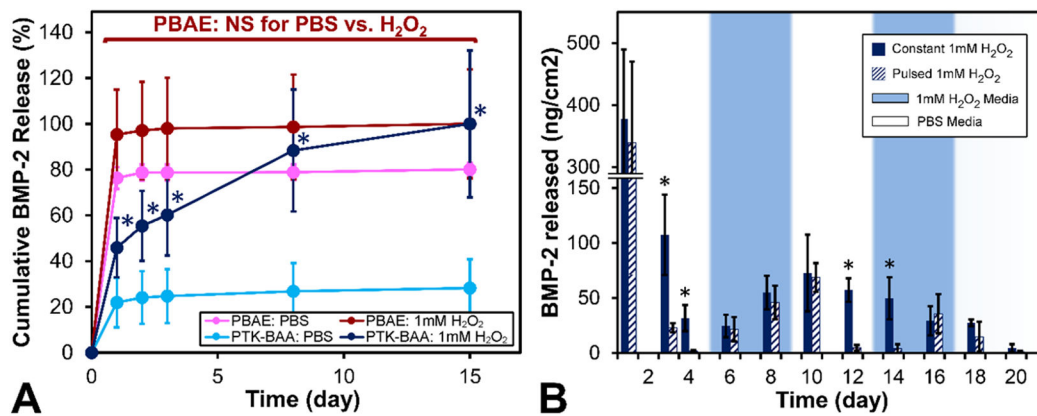 PBAE: NS for PBS vs. H₂O₂
Cumulative BMP-2 Release (%)
140
120
100
80
60
40
20
0
*
*
*
*
*
PBAE: PBS
PBAE: 1mM H₂O₂
PTK-BAA: PBS
PTK-BAA: 1mM H₂O₂
0
5
10
15
Time (day)
A
BMP-2 released (ng/cm2)
500
400
300
150
100
50
0
*
*
*
*
Constant 1mM H₂O₂
Pulsed 1mM H₂O₂
1mM H₂O₂ Media
PBS Media
2
4
6
8
10
12
14
16
18
20
Time (day)
B